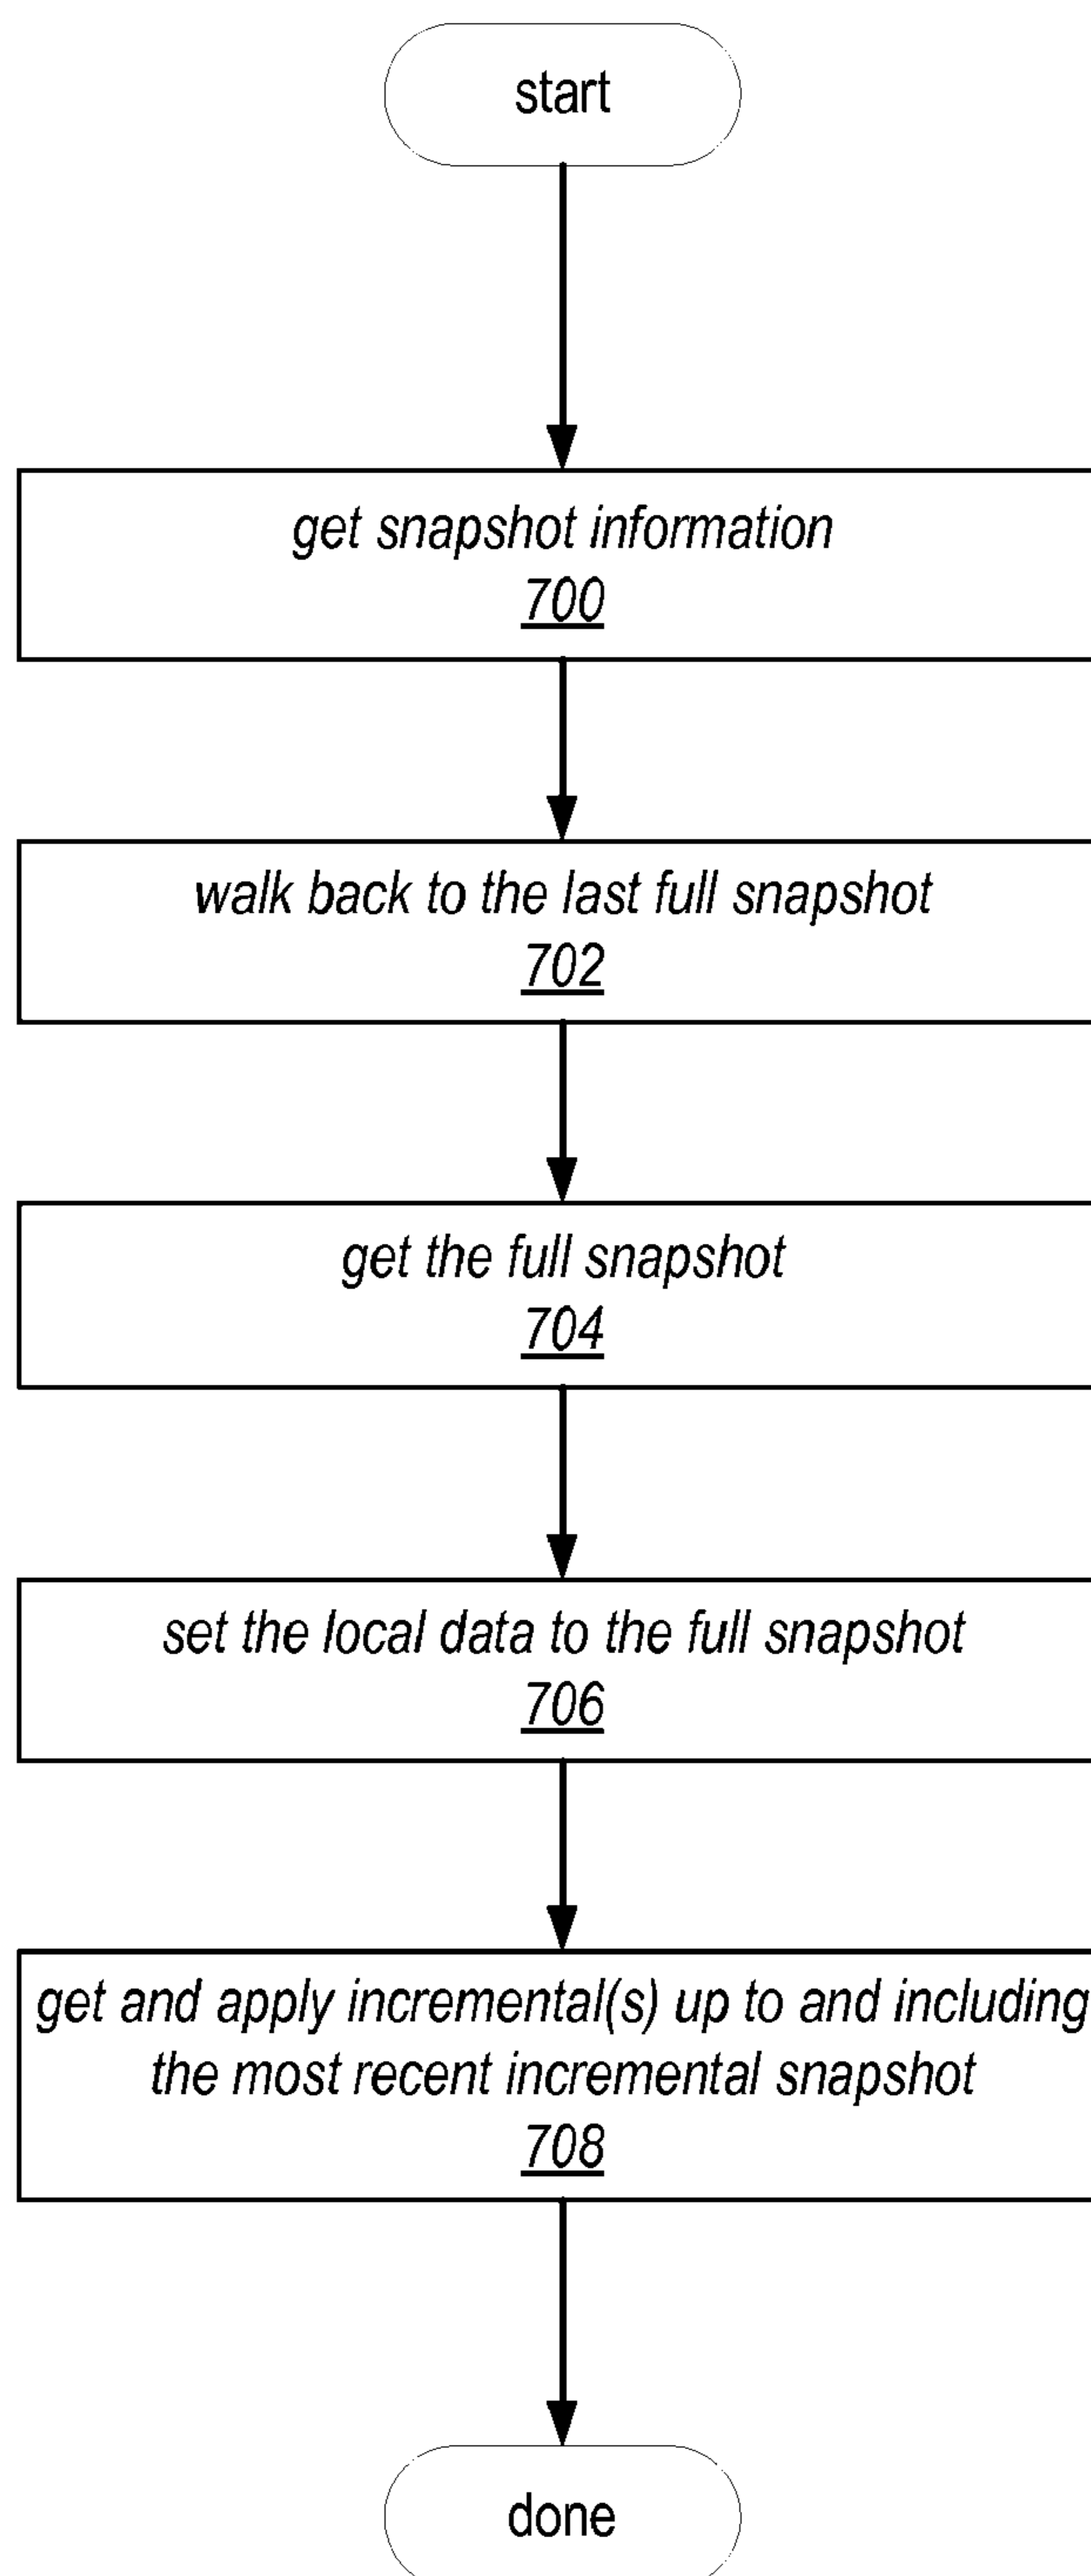 start
get snapshot information
700
walk back to the last full snapshot
702
get the full snapshot
704
set the local data to the full snapshot
706
get and apply incremental(s) up to and including
the most recent incremental snapshot
708
done